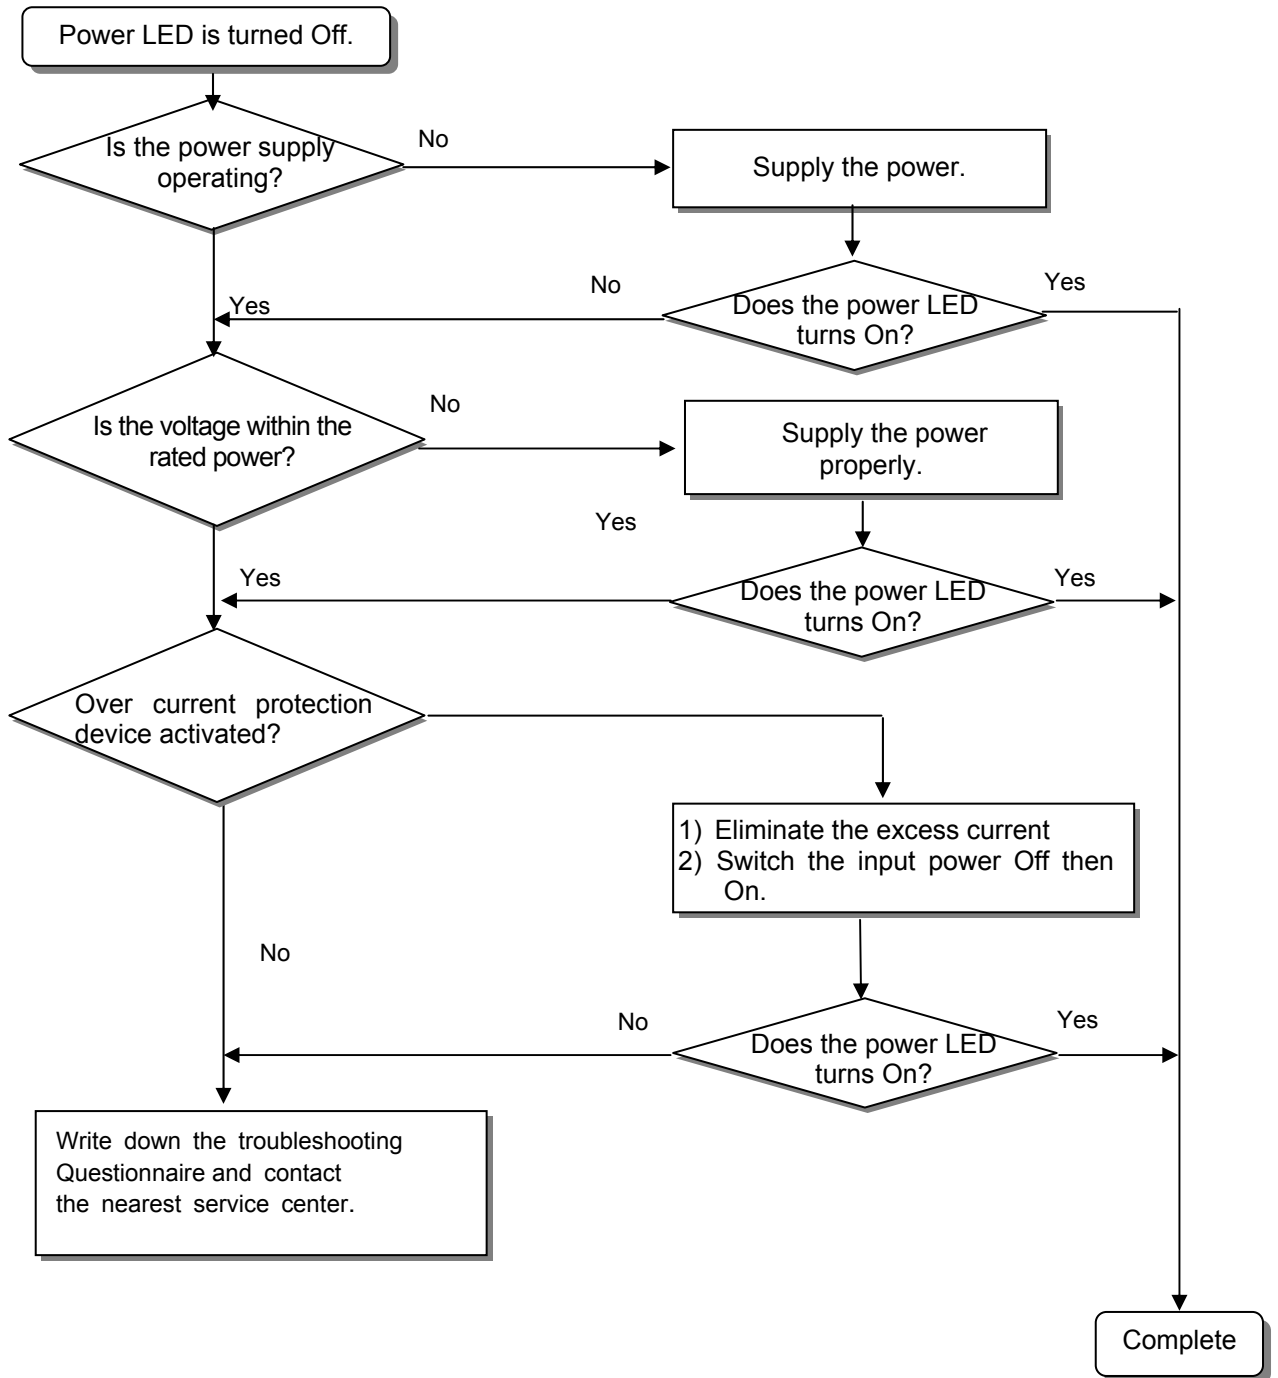 Power LED is turned Off.
Is the power supply
operating?
No
Supply the power.
Yes
No
Does the power LED
turns On?
Yes
Is the voltage within the
rated power?
No
Supply the power
properly.
Yes
Yes
Does the power LED
turns On?
Yes
Over current protection
device activated?
1) Eliminate the excess current
2) Switch the input power Off then
On.
No
No
Does the power LED
turns On?
Yes
Write down the troubleshooting
Questionnaire and contact
the nearest service center.
Complete